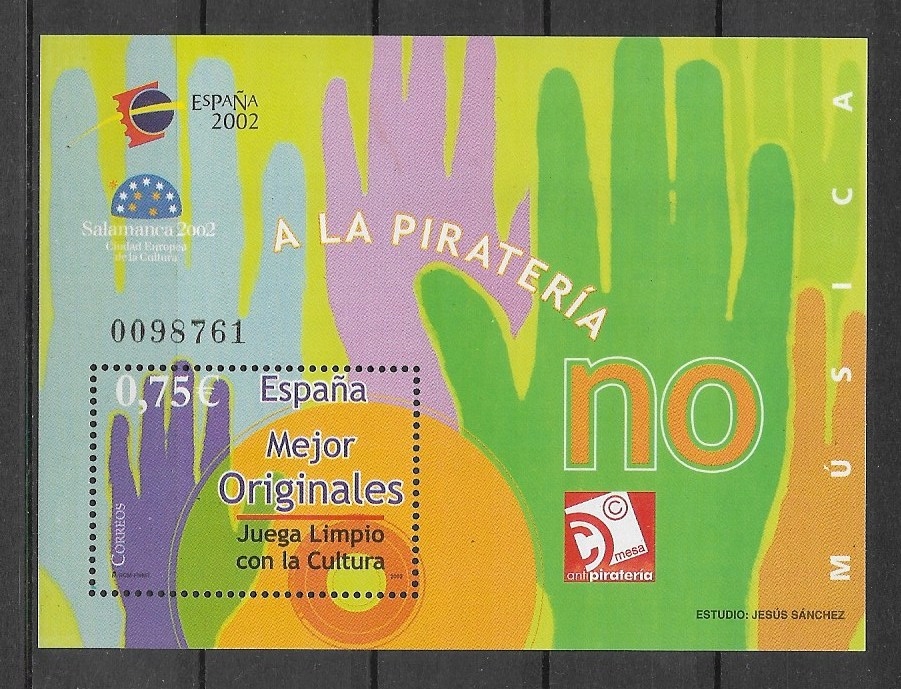 ESPAÑA
2002
Salamanca 2002
Ciudad Europea
de la Cultura
A LA PIRATERÍA
no
MÚSICA
0098761
0,75€
España
Mejor
Originales
Juega Limpio
con la Cultura
CORREOS
2002
©
mesa
antipiratería
ESTUDIO: JESÚS SÁNCHEZ